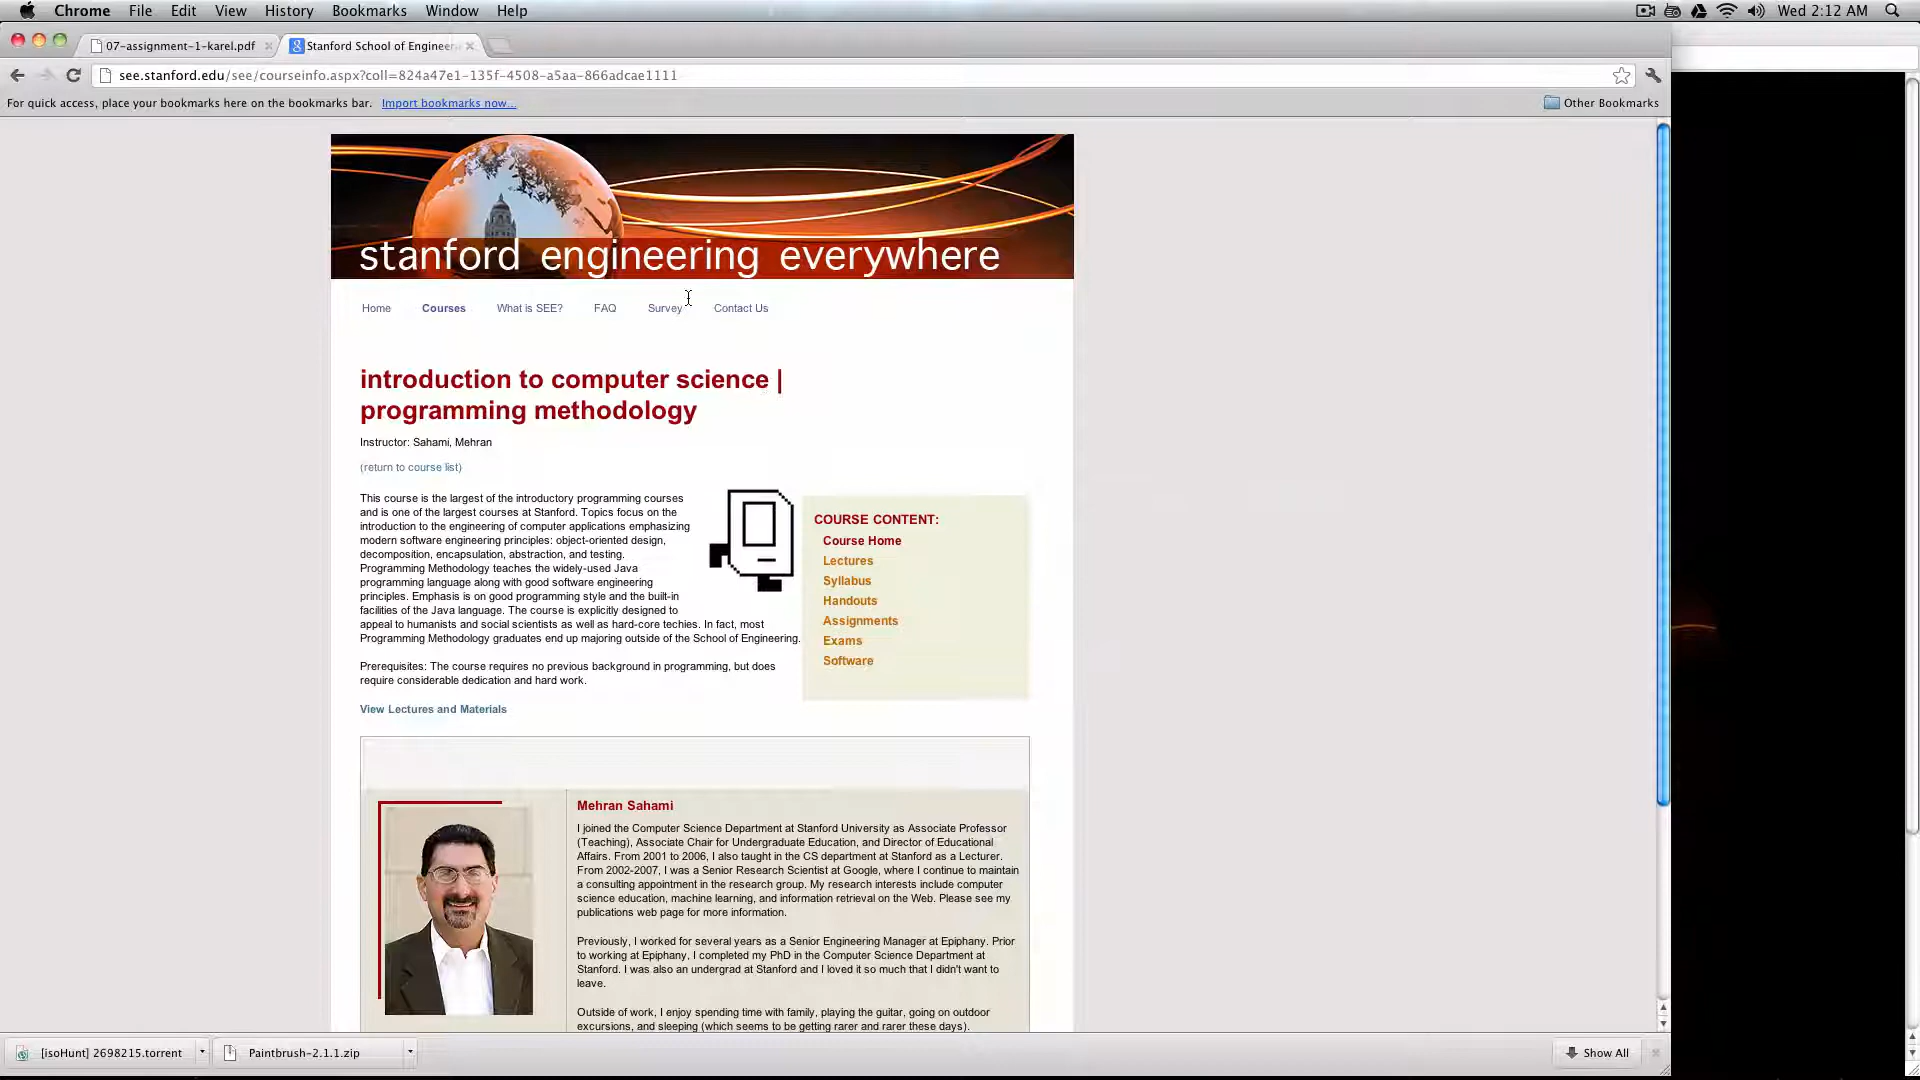 Chrome File Edit View History Bookmarks Window Help Wed 2:12 AM
07-assignment-1-karel.pdf Stanford School of Engineer
see.stanford.edu/see/courseinfo.aspx?coll=824a47e1-135f-4508-a5aa-866adcae1111
For quick access, place your bookmarks here on the bookmarks bar. Import bookmarks now... Other Bookmarks
stanford engineering everywhere
Home Courses What is SEE? FAQ Survey Contact Us
introduction to computer science |
programming methodology
Instructor: Sahami, Mehran
(return to course list)
This course is the largest of the introductory programming courses
and is one of the largest courses at Stanford. Topics focus on the
introduction to the engineering of computer applications emphasizing
modern software engineering principles: object-oriented design,
decomposition, encapsulation, abstraction, and testing.
Programming Methodology teaches the widely-used Java
programming language along with good software engineering
principles. Emphasis is on good programming style and the built-in
facilities of the Java language. The course is explicitly designed to
appeal to humanists and social scientists as well as hard-core techies. In fact, most
Programming Methodology graduates end up majoring outside of the School of Engineering.
Prerequisites: The course requires no previous background in programming, but does
require considerable dedication and hard work.
View Lectures and Materials
COURSE CONTENT:
Course Home
Lectures
Syllabus
Handouts
Assignments
Exams
Software
Mehran Sahami
I joined the Computer Science Department at Stanford University as Associate Professor
(Teaching), Associate Chair for Undergraduate Education, and Director of Educational
Affairs. From 2001 to 2006, I also taught in the CS department at Stanford as a Lecturer.
From 2002-2007, I was a Senior Research Scientist at Google, where I continue to maintain
a consulting appointment in the research group. My research interests include computer
science education, machine learning, and information retrieval on the Web. Please see my
publications web page for more information.
Previously, I worked for several years as a Senior Engineering Manager at Epiphany. Prior
to working at Epiphany, I completed my PhD in the Computer Science Department at
Stanford. I was also an undergrad at Stanford and I loved it so much that I didn't want to
leave.
Outside of work, I enjoy spending time with family, playing the guitar, going on outdoor
excursions, and sleeping (which seems to be getting rarer and rarer these days).
[isoHunt] 2698215.torrent Paintbrush-2.1.1.zip Show All